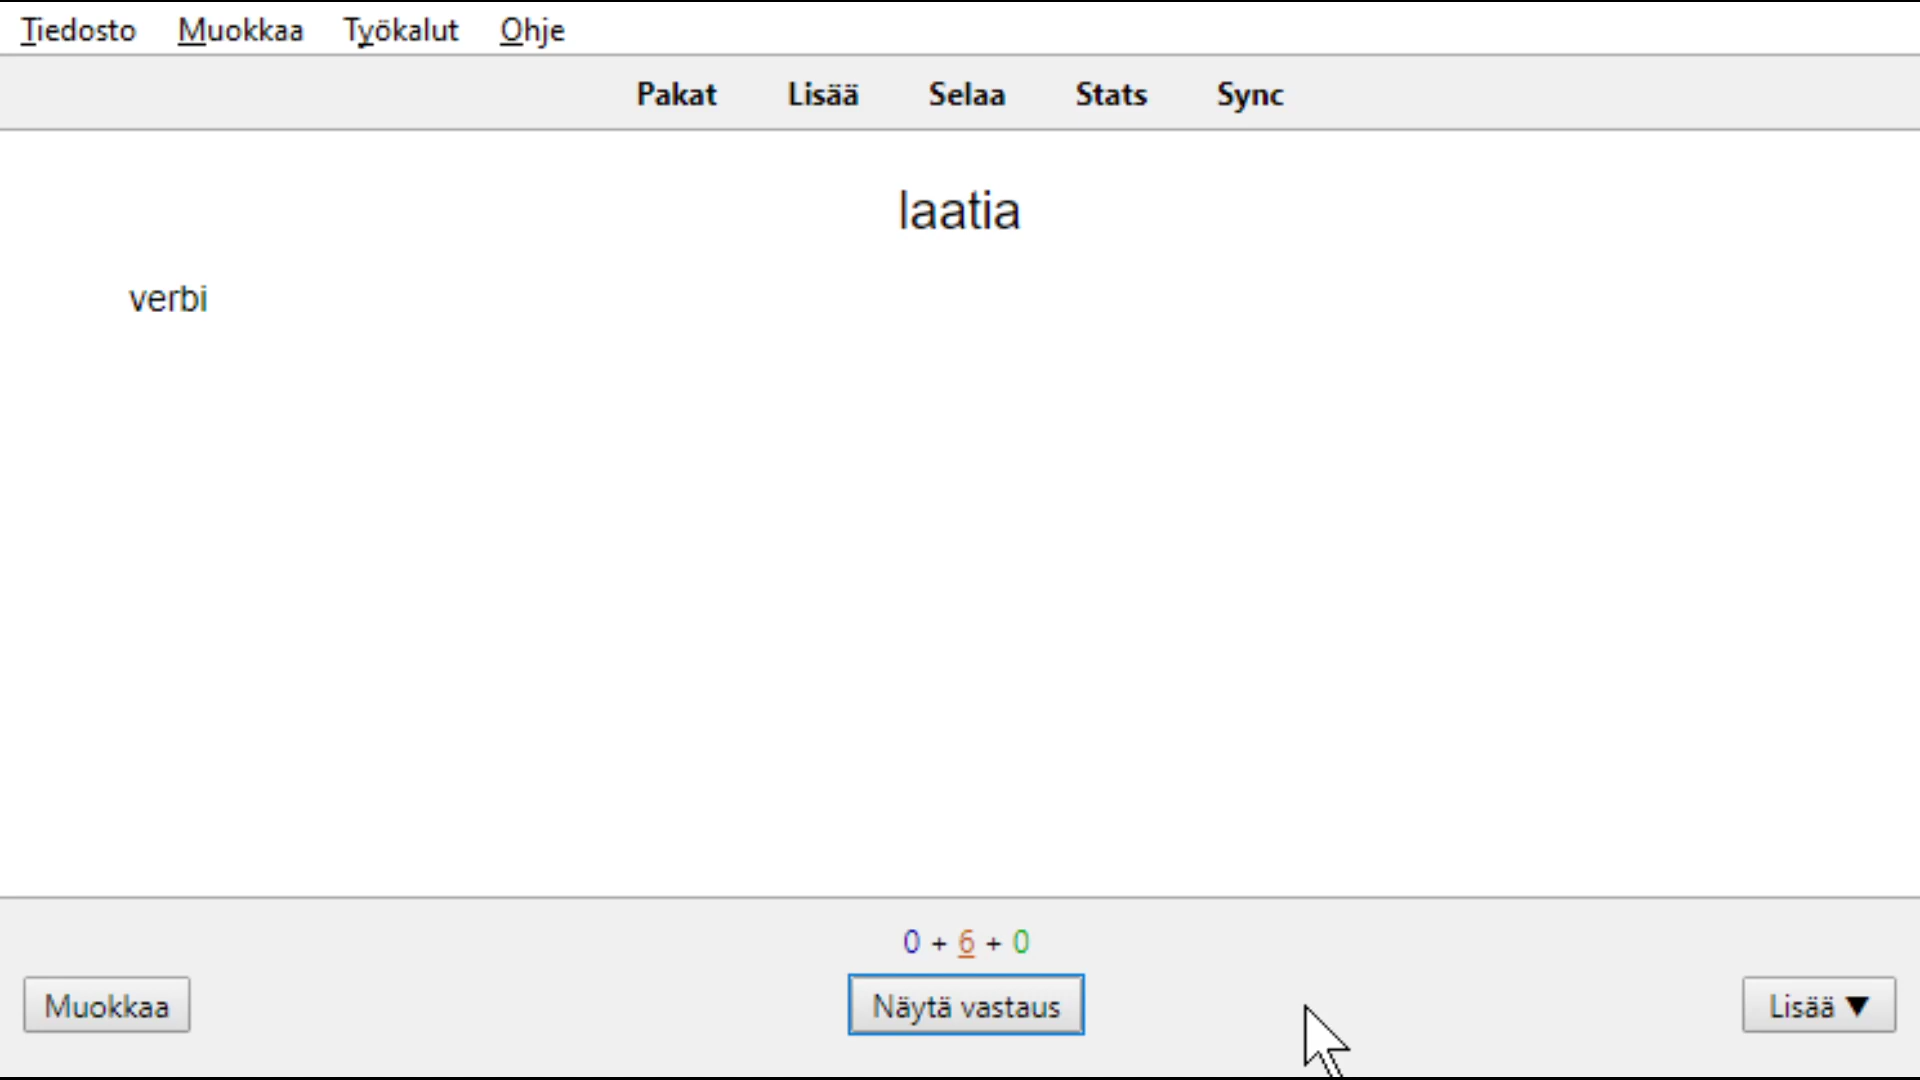 Tiedosto Muokkaa Työkalut Ohje
Pakat Lisää Selaa Stats Sync
laatia
verbi
0 + 6 + 0
Muokkaa Näytä vastaus Lisää ▼